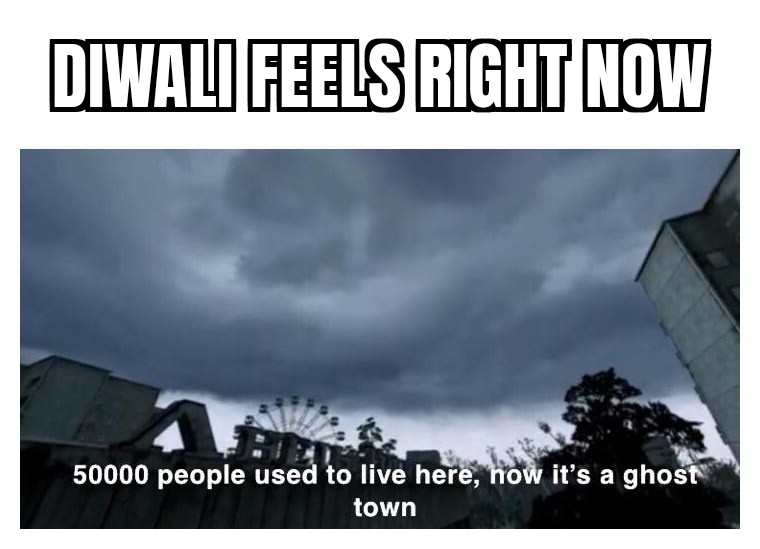 DIWALI FEELS RIGHT NOW
50000 people used to live here, now it's a ghost
town